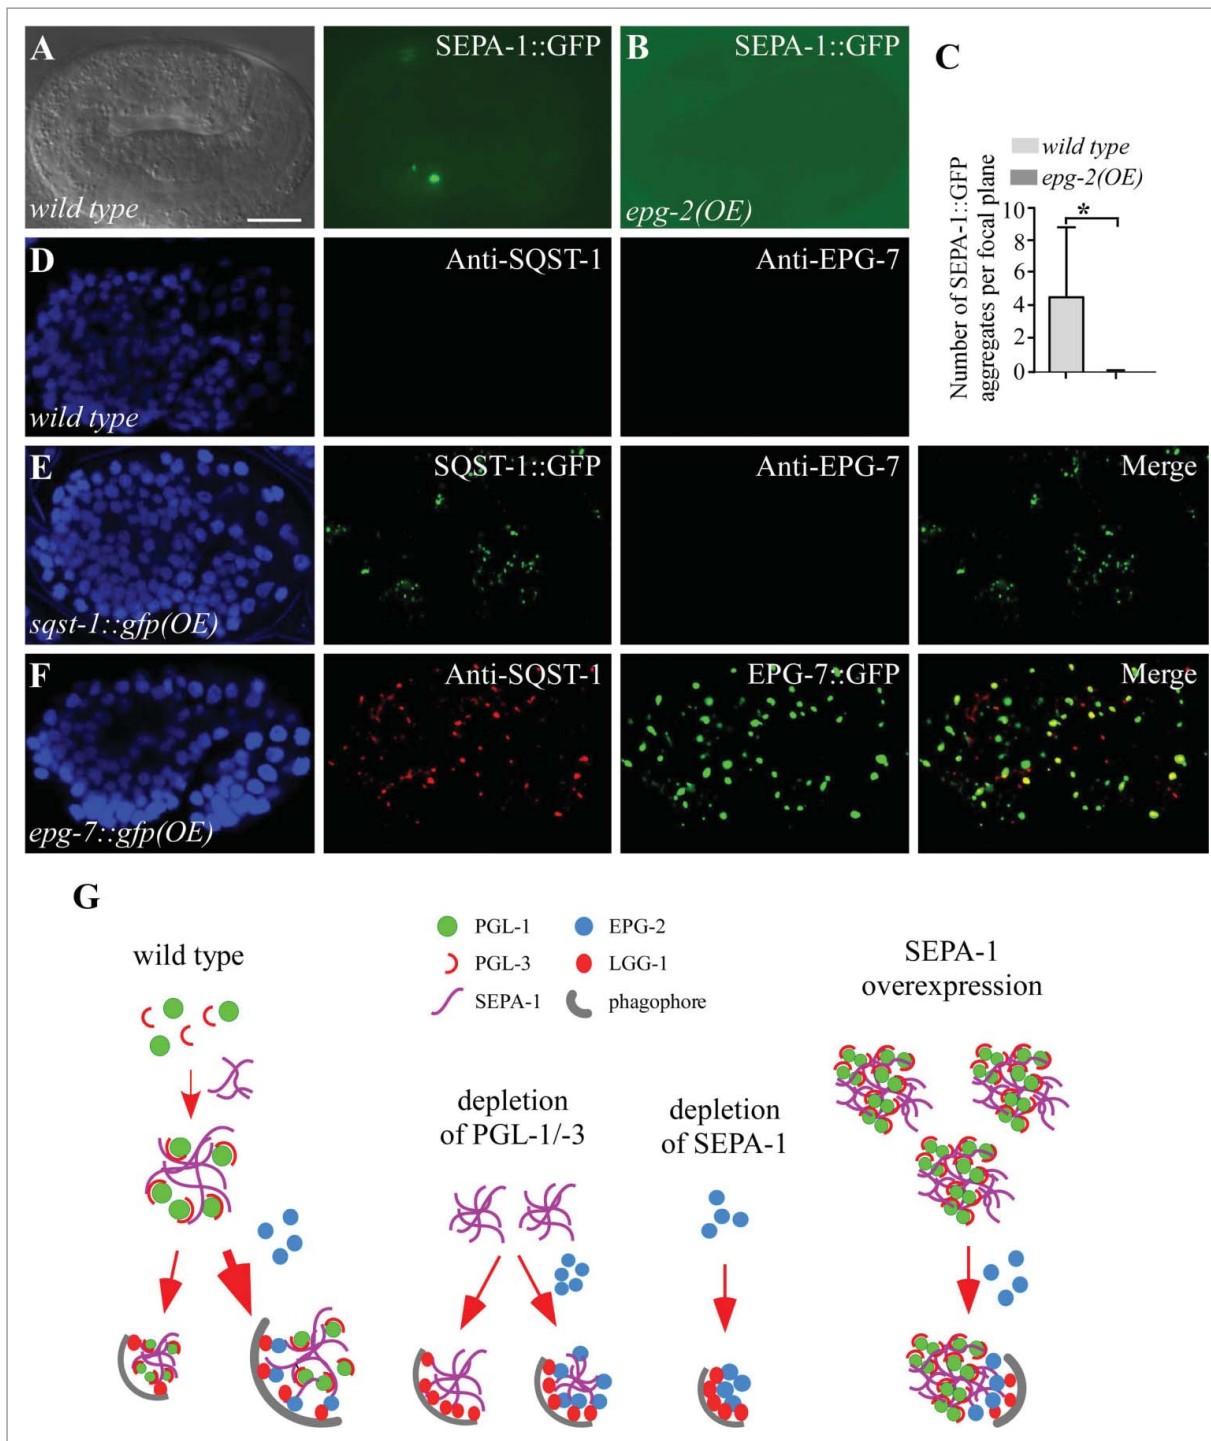 A
SEPA-1::GFP
B
SEPA-1::GFP
C
wild type
epg-2(OE)
wild type
epg-2(OE)
Number of SEPA-1::GFP
aggregates per focal plane
10
8
6
4
2
0
*
D
Anti-SQST-1
Anti-EPG-7
wild type
E
SQST-1::GFP
Anti-EPG-7
Merge
sqst-1::gfp(OE)
F
Anti-SQST-1
EPG-7::GFP
Merge
epg-7::gfp(OE)
G
wild type
PGL-1
EPG-2
PGL-3
LGG-1
SEPA-1
phagophore
SEPA-1
overexpression
depletion
of PGL-1/-3
depletion
of SEPA-1